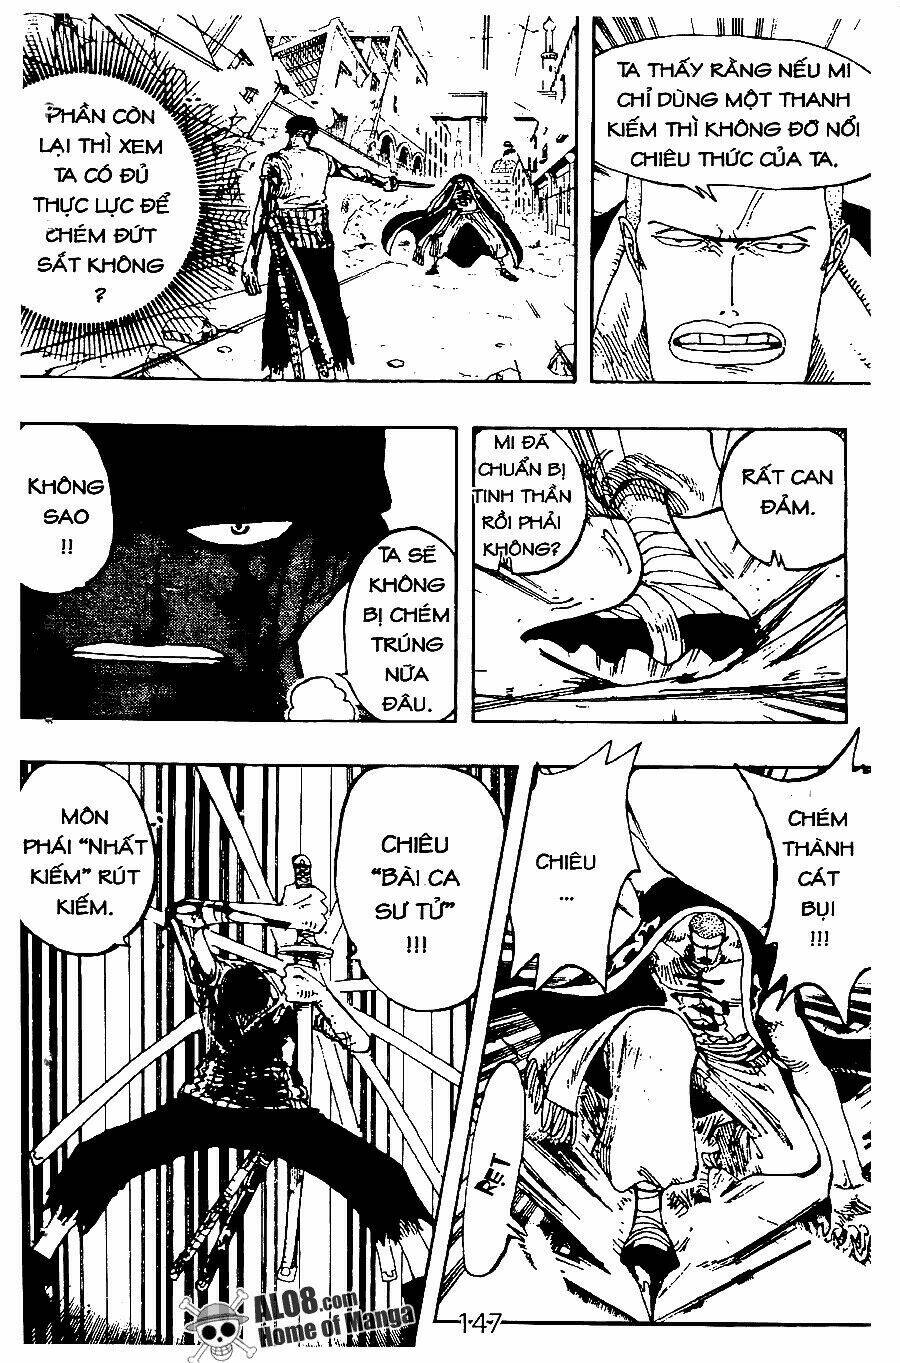 TA THẤY RẰNG NẾU MI
CHỈ DÙNG MỘT THANH
KIẾM THÌ KHÔNG ĐỠ NỔI
CHIÊU THỨC CỦA TA.
PHẦN CÒN
LẠI THÌ XEM
TA CÓ ĐỦ
THỰC LỰC ĐỂ
CHÉM ĐỨT
SẮT KHÔNG
?
RẤT CAN
ĐẢM.
MI ĐÃ
CHUẨN BỊ
TINH THẦN
RỒI PHẢI
KHÔNG?
KHÔNG
SAO
!!
TA SẼ
KHÔNG
BỊ CHÉM
TRÚNG
NỮA
ĐÂU.
CHÉM
THÀNH
CÁT
BỤI
!!!
CHIÊU
...
RẸT
CHIÊU
"BÀI CA
SƯ TỬ"
!!!
MÔN
PHÁI "NHẤT
KIẾM" RÚT
KIẾM.
ALO8.com
Home of Manga
147